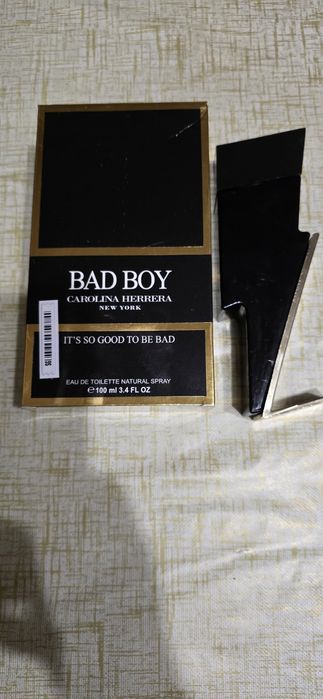 BAD BOY
CAROLINA HERRERA
NEW YORK
IT'S SO GOOD TO BE BAD
EAU DE TOILETTE NATURAL SPRAY
℮100 ml 3.4 FL OZ